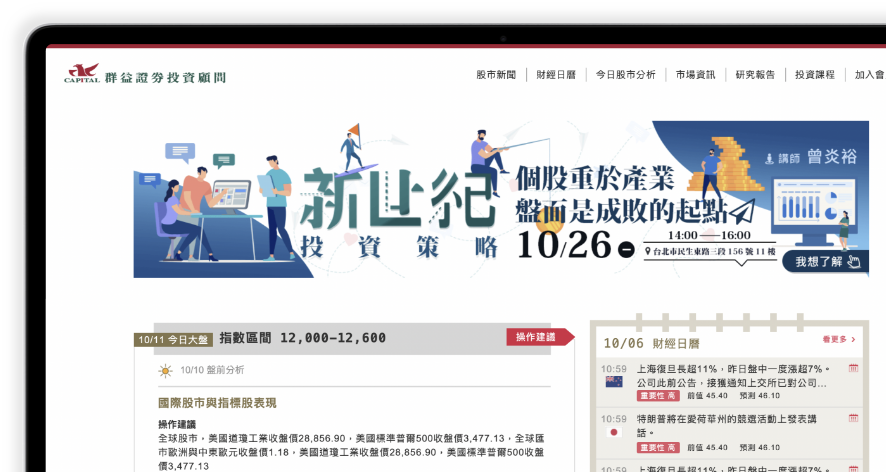 CAPITAL 群益證券投資顧問
股市新聞 財經日曆 今日股市分析 市場資訊 研究報告 投資課程 加入會
新世紀
投資策略
個股重於產業
盤面是成敗的起點
10/26 一
14:00——16:00
台北市民生東路三段156號11樓
講師 曾炎裕
我想了解
10/11 今日大盤 指數區間 12,000-12,600
操作建議
10/10 盤前分析
國際股市與指標股表現
操作建議
全球股市，美國道瓊工業收盤價28,856.90，美國標準普爾500收盤價3,477.13，全球匯
市歐洲與中東歐元收盤價1.18，美國道瓊工業收盤價28,856.90，美國標準普爾500收盤
價3,477.13
10/06 財經日曆
看更多 >
10:59 上海復旦長超11%，昨日盤中一度漲超7%。
公司此前公告，接獲通知上交所已對公司...
重要性 高 前值 45.40 預測 46.10
10:59 特朗普將在愛荷華州的競選活動上發表講
話。
重要性 高 前值 45.40 預測 46.10
10:59 上海復旦長超11%，昨日盤中一度漲超7%。